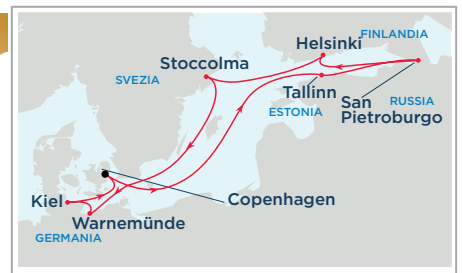 FINLANDIA
Helsinki
Stoccolma
SVEZIA
Tallinn
San
Pietroburgo
RUSSIA
ESTONIA
Kiel
Copenhagen
Warnemünde
GERMANIA